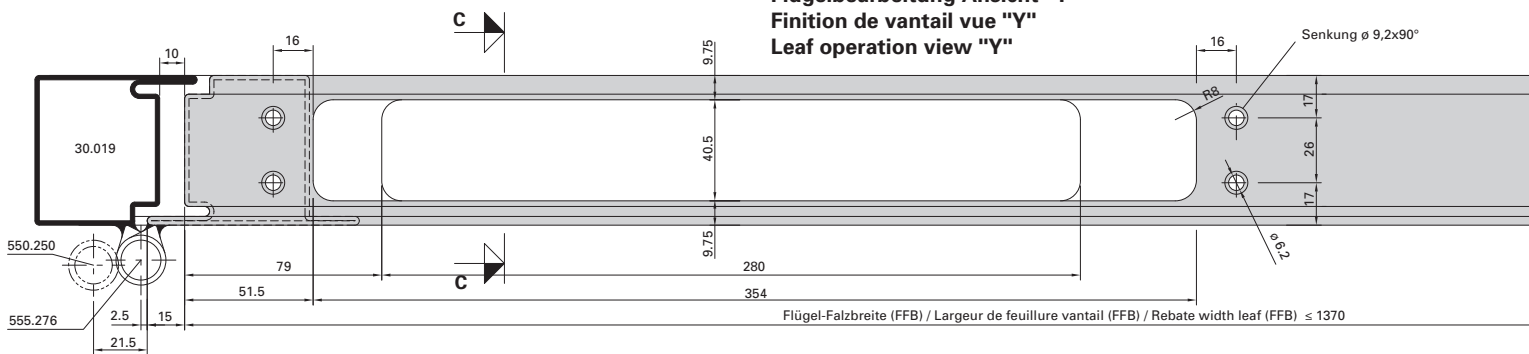 Finition de vantail vue "Y"
Leaf operation view "Y"
C
16
10
9.75
16
Senkung ø 9,2x90°
R8
17
30.019
40.5
26
17
550.250
9.75
ø 6.2
79
C
280
51.5
354
555.276
2.5
15
Flügel-Falzbreite (FFB) / Largeur de feuillure vantail (FFB) / Rebate width leaf (FFB) ≤ 1370
21.5